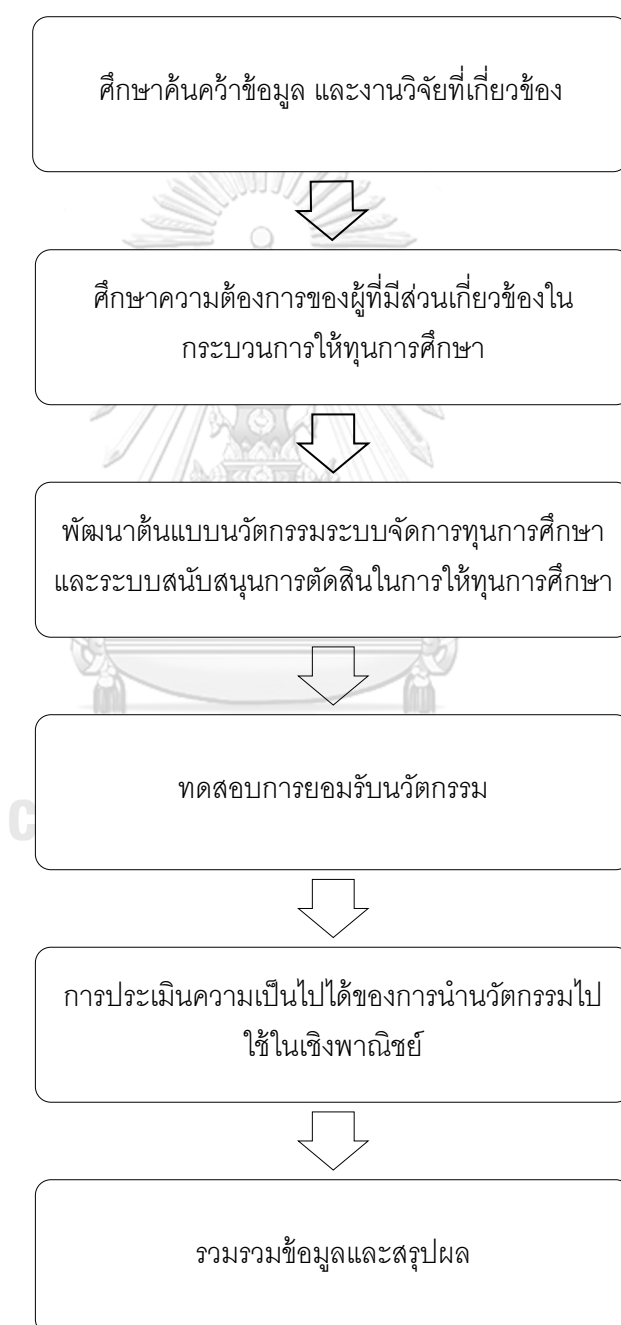 ศึกษาค้นคว้าข้อมูล และงานวิจัยที่เกี่ยวข้อง
ศึกษาความต้องการของผู้ที่มีส่วนเกี่ยวข้องใน
กระบวนการให้ทุนการศึกษา
พัฒนาต้นแบบนวัตกรรมระบบจัดการทุนการศึกษา
และระบบสนับสนุนการตัดสินในการให้ทุนการศึกษา
ทดสอบการยอมรับนวัตกรรม
C
การประเมินความเป็นไปได้ของการนำนวัตกรรมไป
ใช้ในเชิงพาณิชย์
รวมรวมข้อมูลและสรุปผล